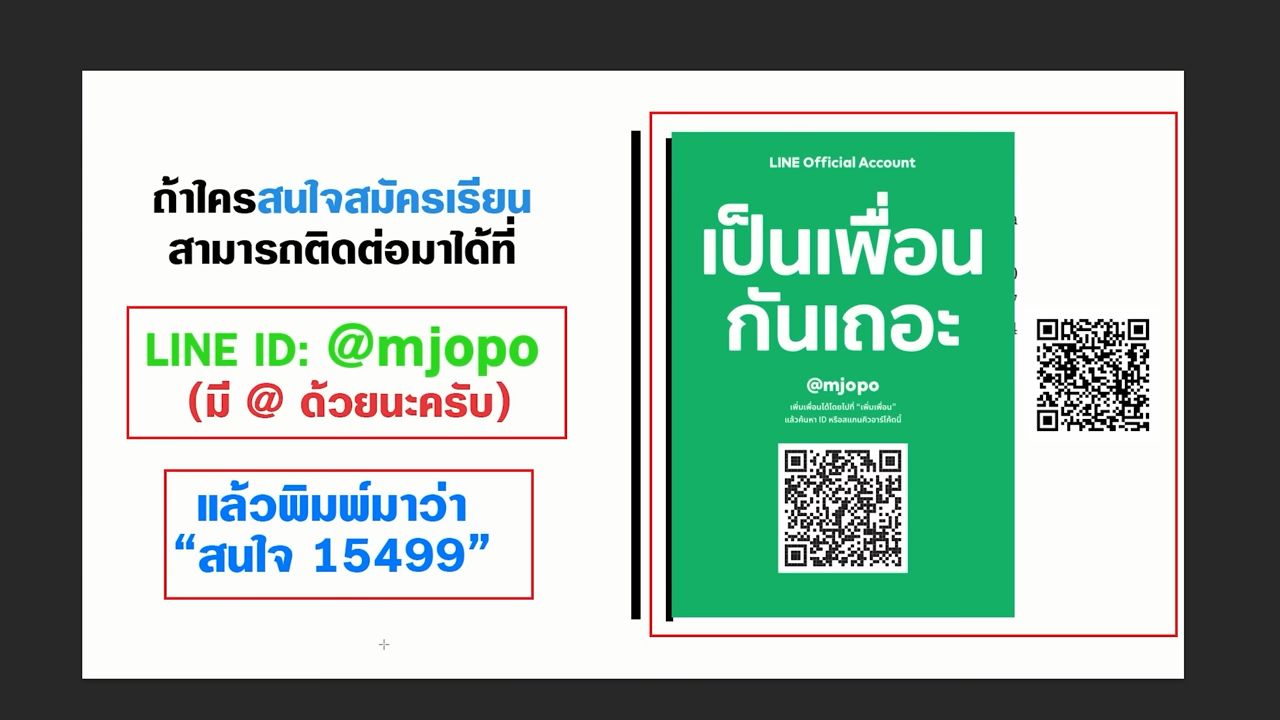 ถ้าใครสนใจสมัครเรียน
สามารถติดต่อมาได้ที่
LINE ID: @mjopo
(มี @ ด้วยนะครับ)
แล้วพิมพ์มาว่า
“สนใจ 15499”
LINE Official Account
เป็นเพื่อน
กันเถอะ
@mjopo
เพิ่มเพื่อนได้โดยไปที่ “เพิ่มเพื่อน”
แล้วค้นหา ID หรือสแกนคิวอาร์โค้ดนี้